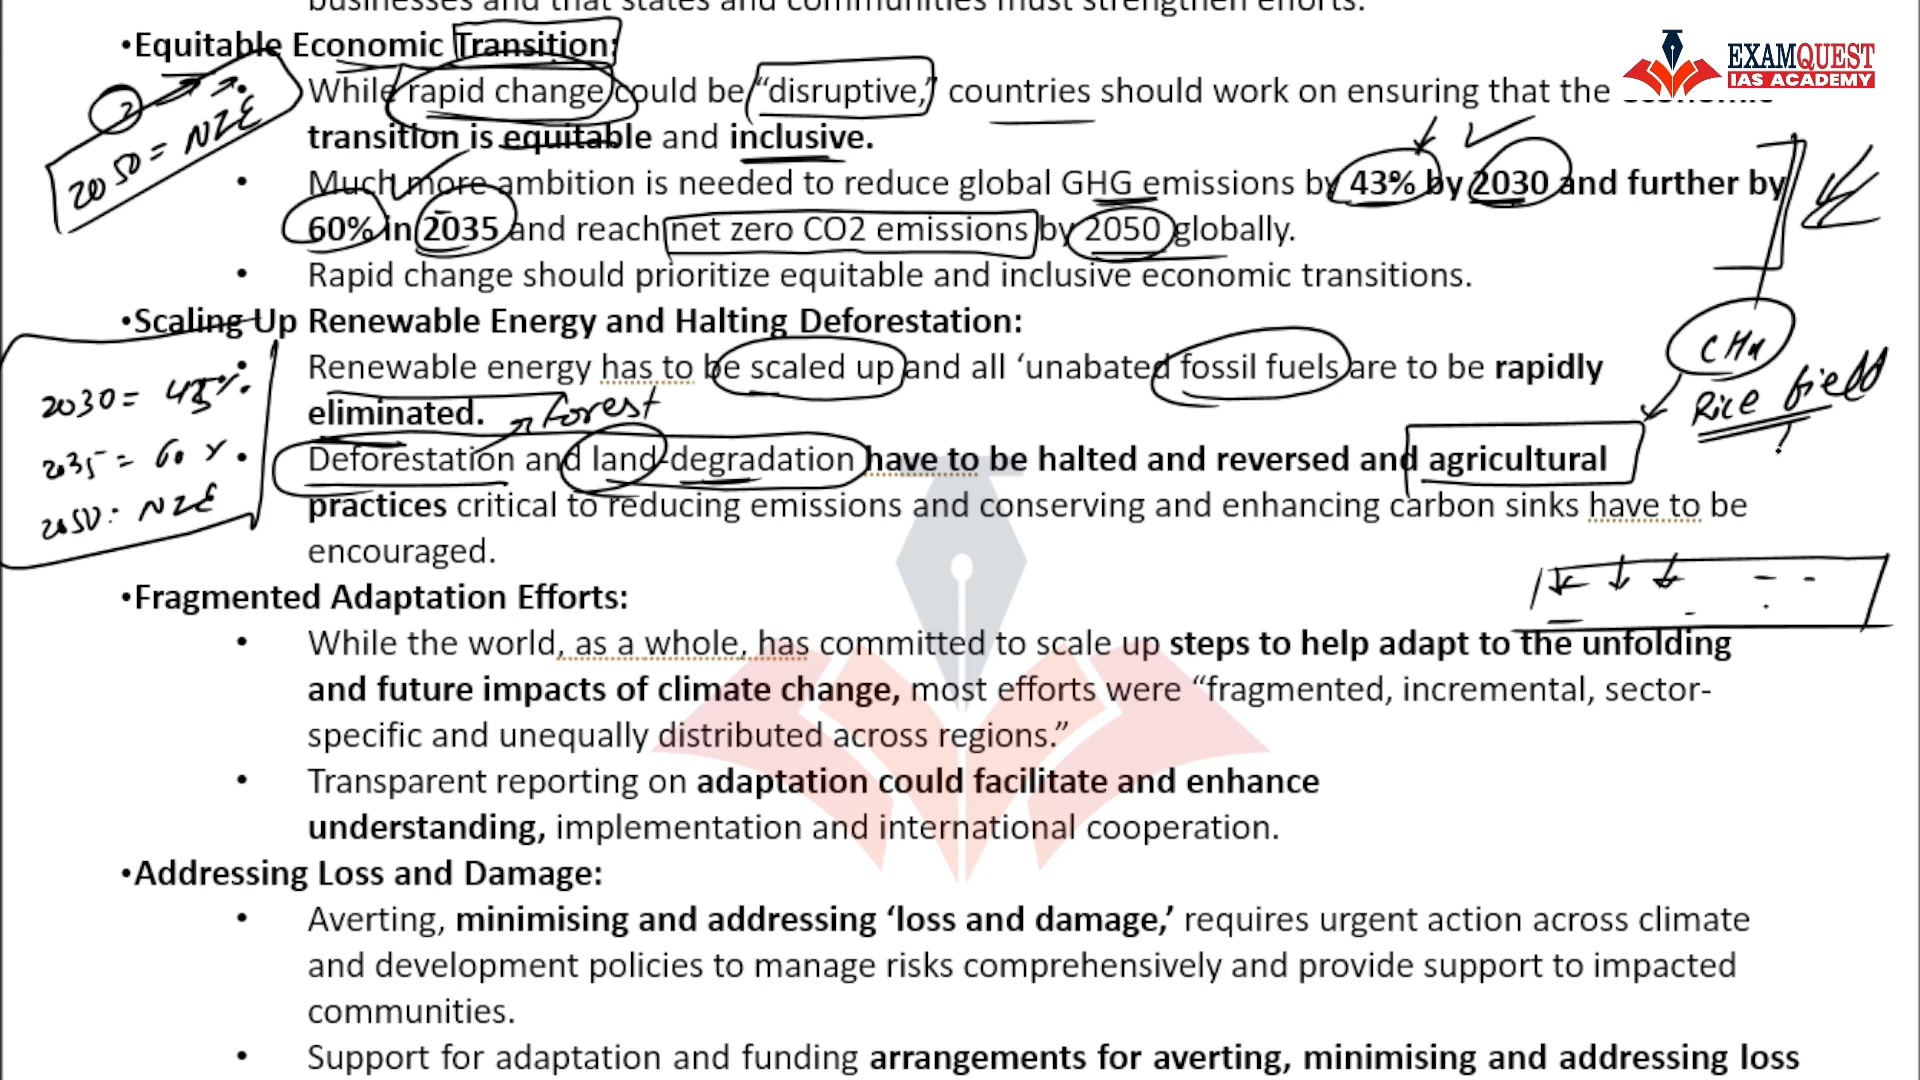 businesses and that states and communities must strengthen efforts.
•Equitable Economic Transition:
EXAMQUEST
IAS ACADEMY
While rapid change could be “disruptive,” countries should work on ensuring that the economic
transition is equitable and inclusive.
2050 = NZE
• Much more ambition is needed to reduce global GHG emissions by 43% by 2030 and further by
60% in 2035 and reach net zero CO2 emissions by 2050 globally.
• Rapid change should prioritize equitable and inclusive economic transitions.
•Scaling Up Renewable Energy and Halting Deforestation:
CH4
Rice field
?
• Renewable energy has to be scaled up and all ‘unabated fossil fuels are to be rapidly
eliminated.
Forest
2030 = 43%
2035 = 60 %
2050: NZE
• Deforestation and land-degradation have to be halted and reversed and agricultural
practices critical to reducing emissions and conserving and enhancing carbon sinks have to be
encouraged.
•Fragmented Adaptation Efforts:
• While the world, as a whole, has committed to scale up steps to help adapt to the unfolding
and future impacts of climate change, most efforts were “fragmented, incremental, sector-
specific and unequally distributed across regions.”
• Transparent reporting on adaptation could facilitate and enhance
understanding, implementation and international cooperation.
•Addressing Loss and Damage:
• Averting, minimising and addressing ‘loss and damage,’ requires urgent action across climate
and development policies to manage risks comprehensively and provide support to impacted
communities.
• Support for adaptation and funding arrangements for averting, minimising and addressing loss